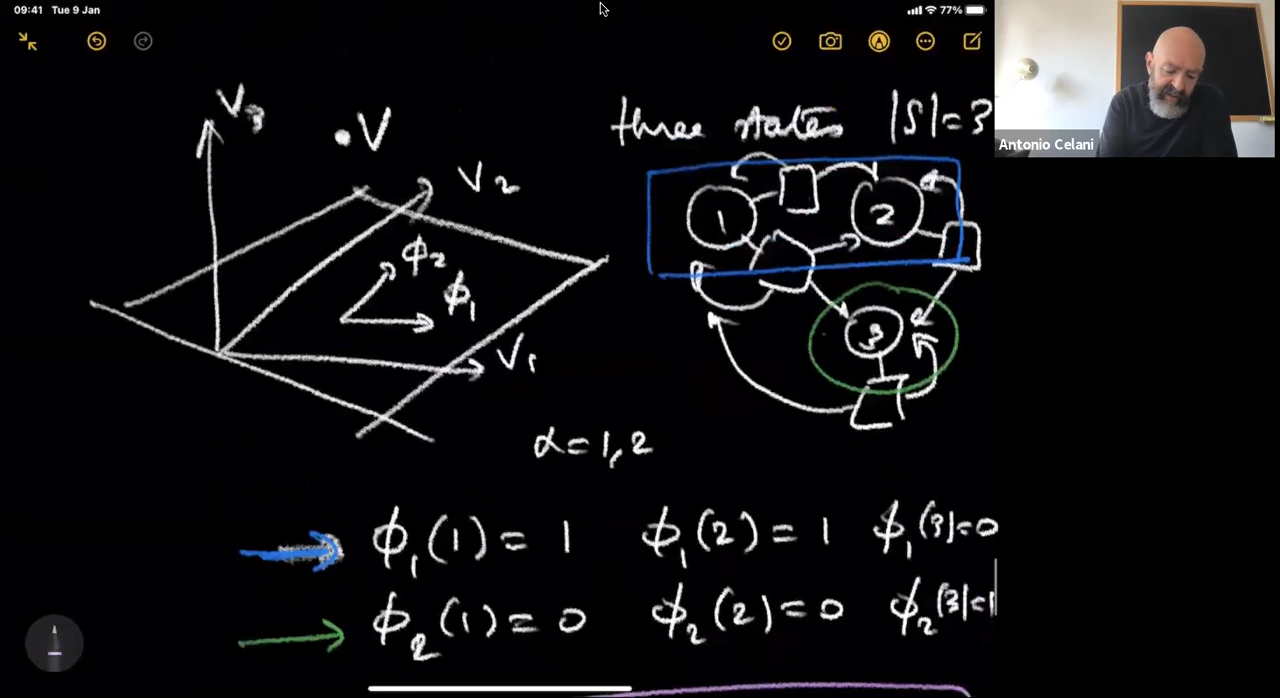 09:41 Tue 9 Jan
77%
Antonio Celani
V₃
•V
V₂
ϕ₂
ϕ₁
V₁
three states |S|=3
1
2
3
α=1,2
ϕ₁(1)=1 ϕ₁(2)=1 ϕ₁(3)=0
ϕ₂(1)=0 ϕ₂(2)=0 ϕ₂(3)=1